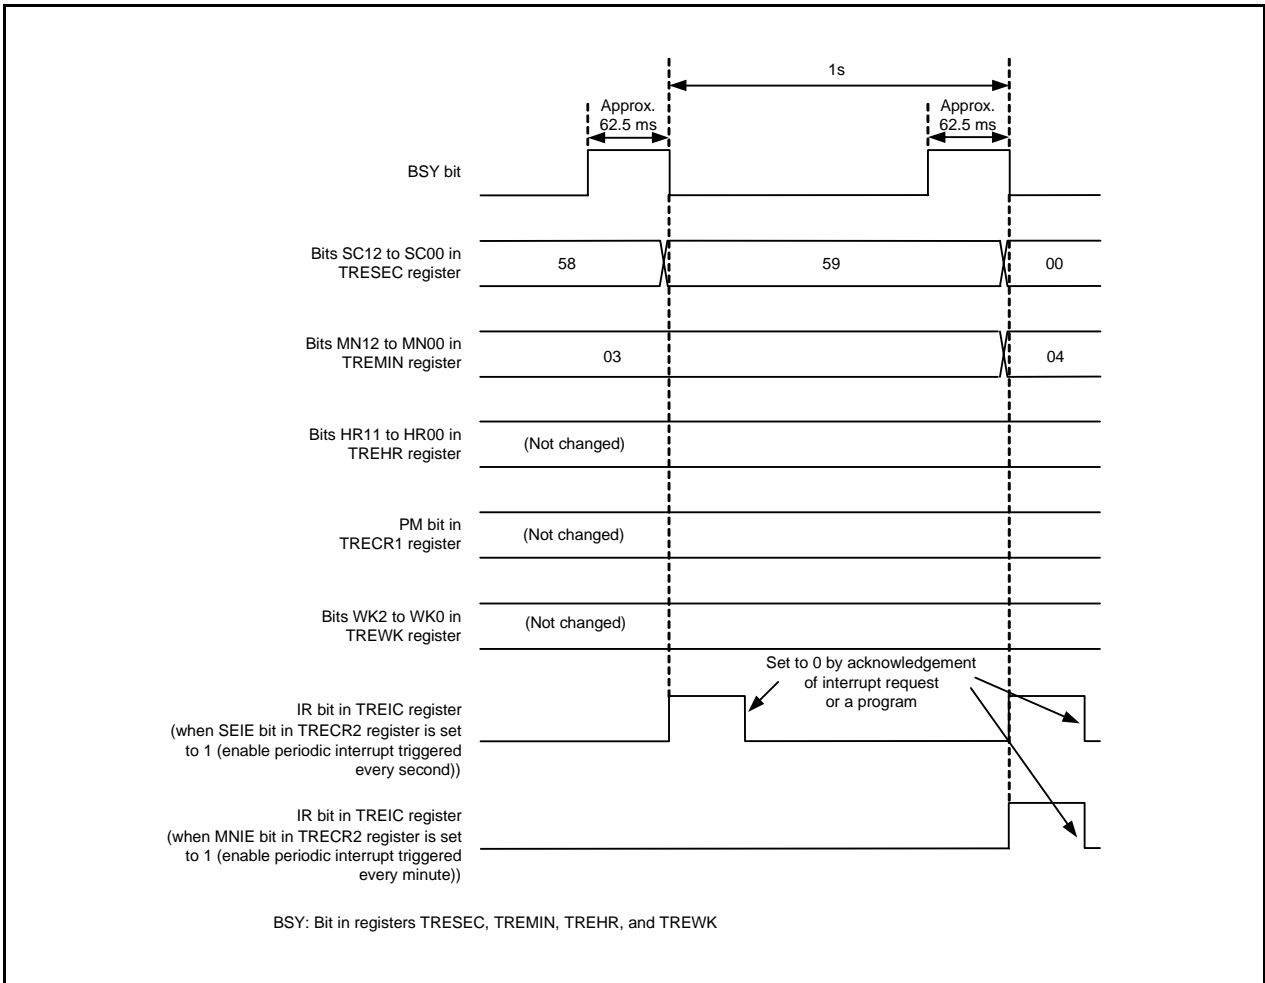 1s
Approx.
62.5 ms
Approx.
62.5 ms
BSY bit
Bits SC12 to SC00 in
TRESEC register
58
59
00
Bits MN12 to MN00 in
TREMIN register
03
04
Bits HR11 to HR00 in
TREHR register
(Not changed)
PM bit in
TRECR1 register
(Not changed)
Bits WK2 to WK0 in
TREWK register
(Not changed)
Set to 0 by acknowledgement
of interrupt request
or a program
IR bit in TREIC register
(when SEIE bit in TRECR2 register is set
to 1 (enable periodic interrupt triggered
every second))
IR bit in TREIC register
(when MNIE bit in TRECR2 register is set
to 1 (enable periodic interrupt triggered
every minute))
BSY: Bit in registers TRESEC, TREMIN, TREHR, and TREWK